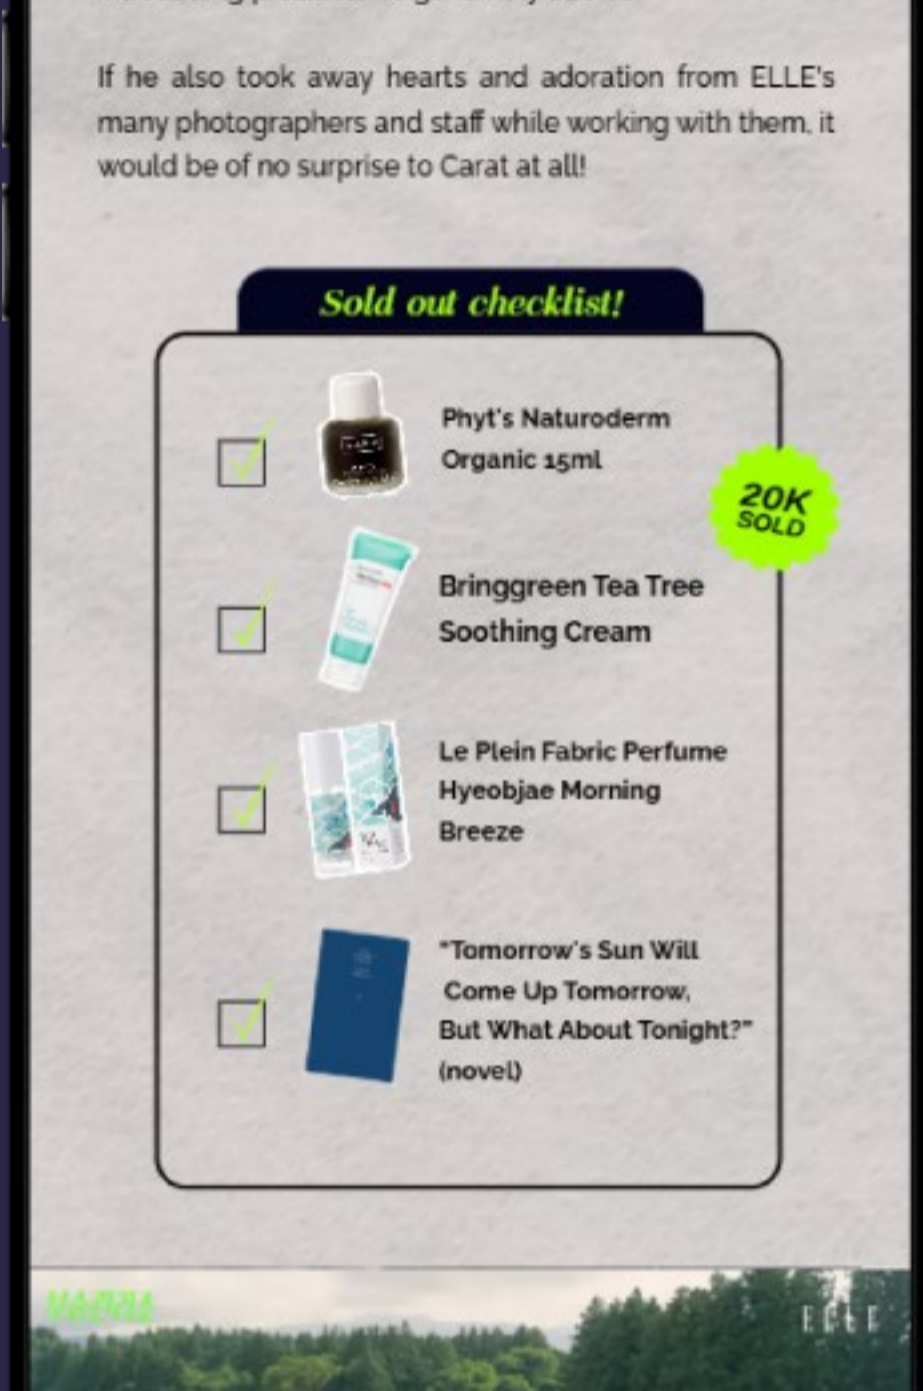 If he also took away hearts and adoration from ELLE's
many photographers and staff while working with them, it
would be of no surprise to Carat at all!
Sold out checklist!
Phyt's Naturoderm
Organic 15ml
20K
SOLD
Bringgreen Tea Tree
Soothing Cream
Le Plein Fabric Perfume
Hyeobjae Morning
Breeze
"Tomorrow's Sun Will
Come Up Tomorrow,
But What About Tonight?"
(novel)
ELLE